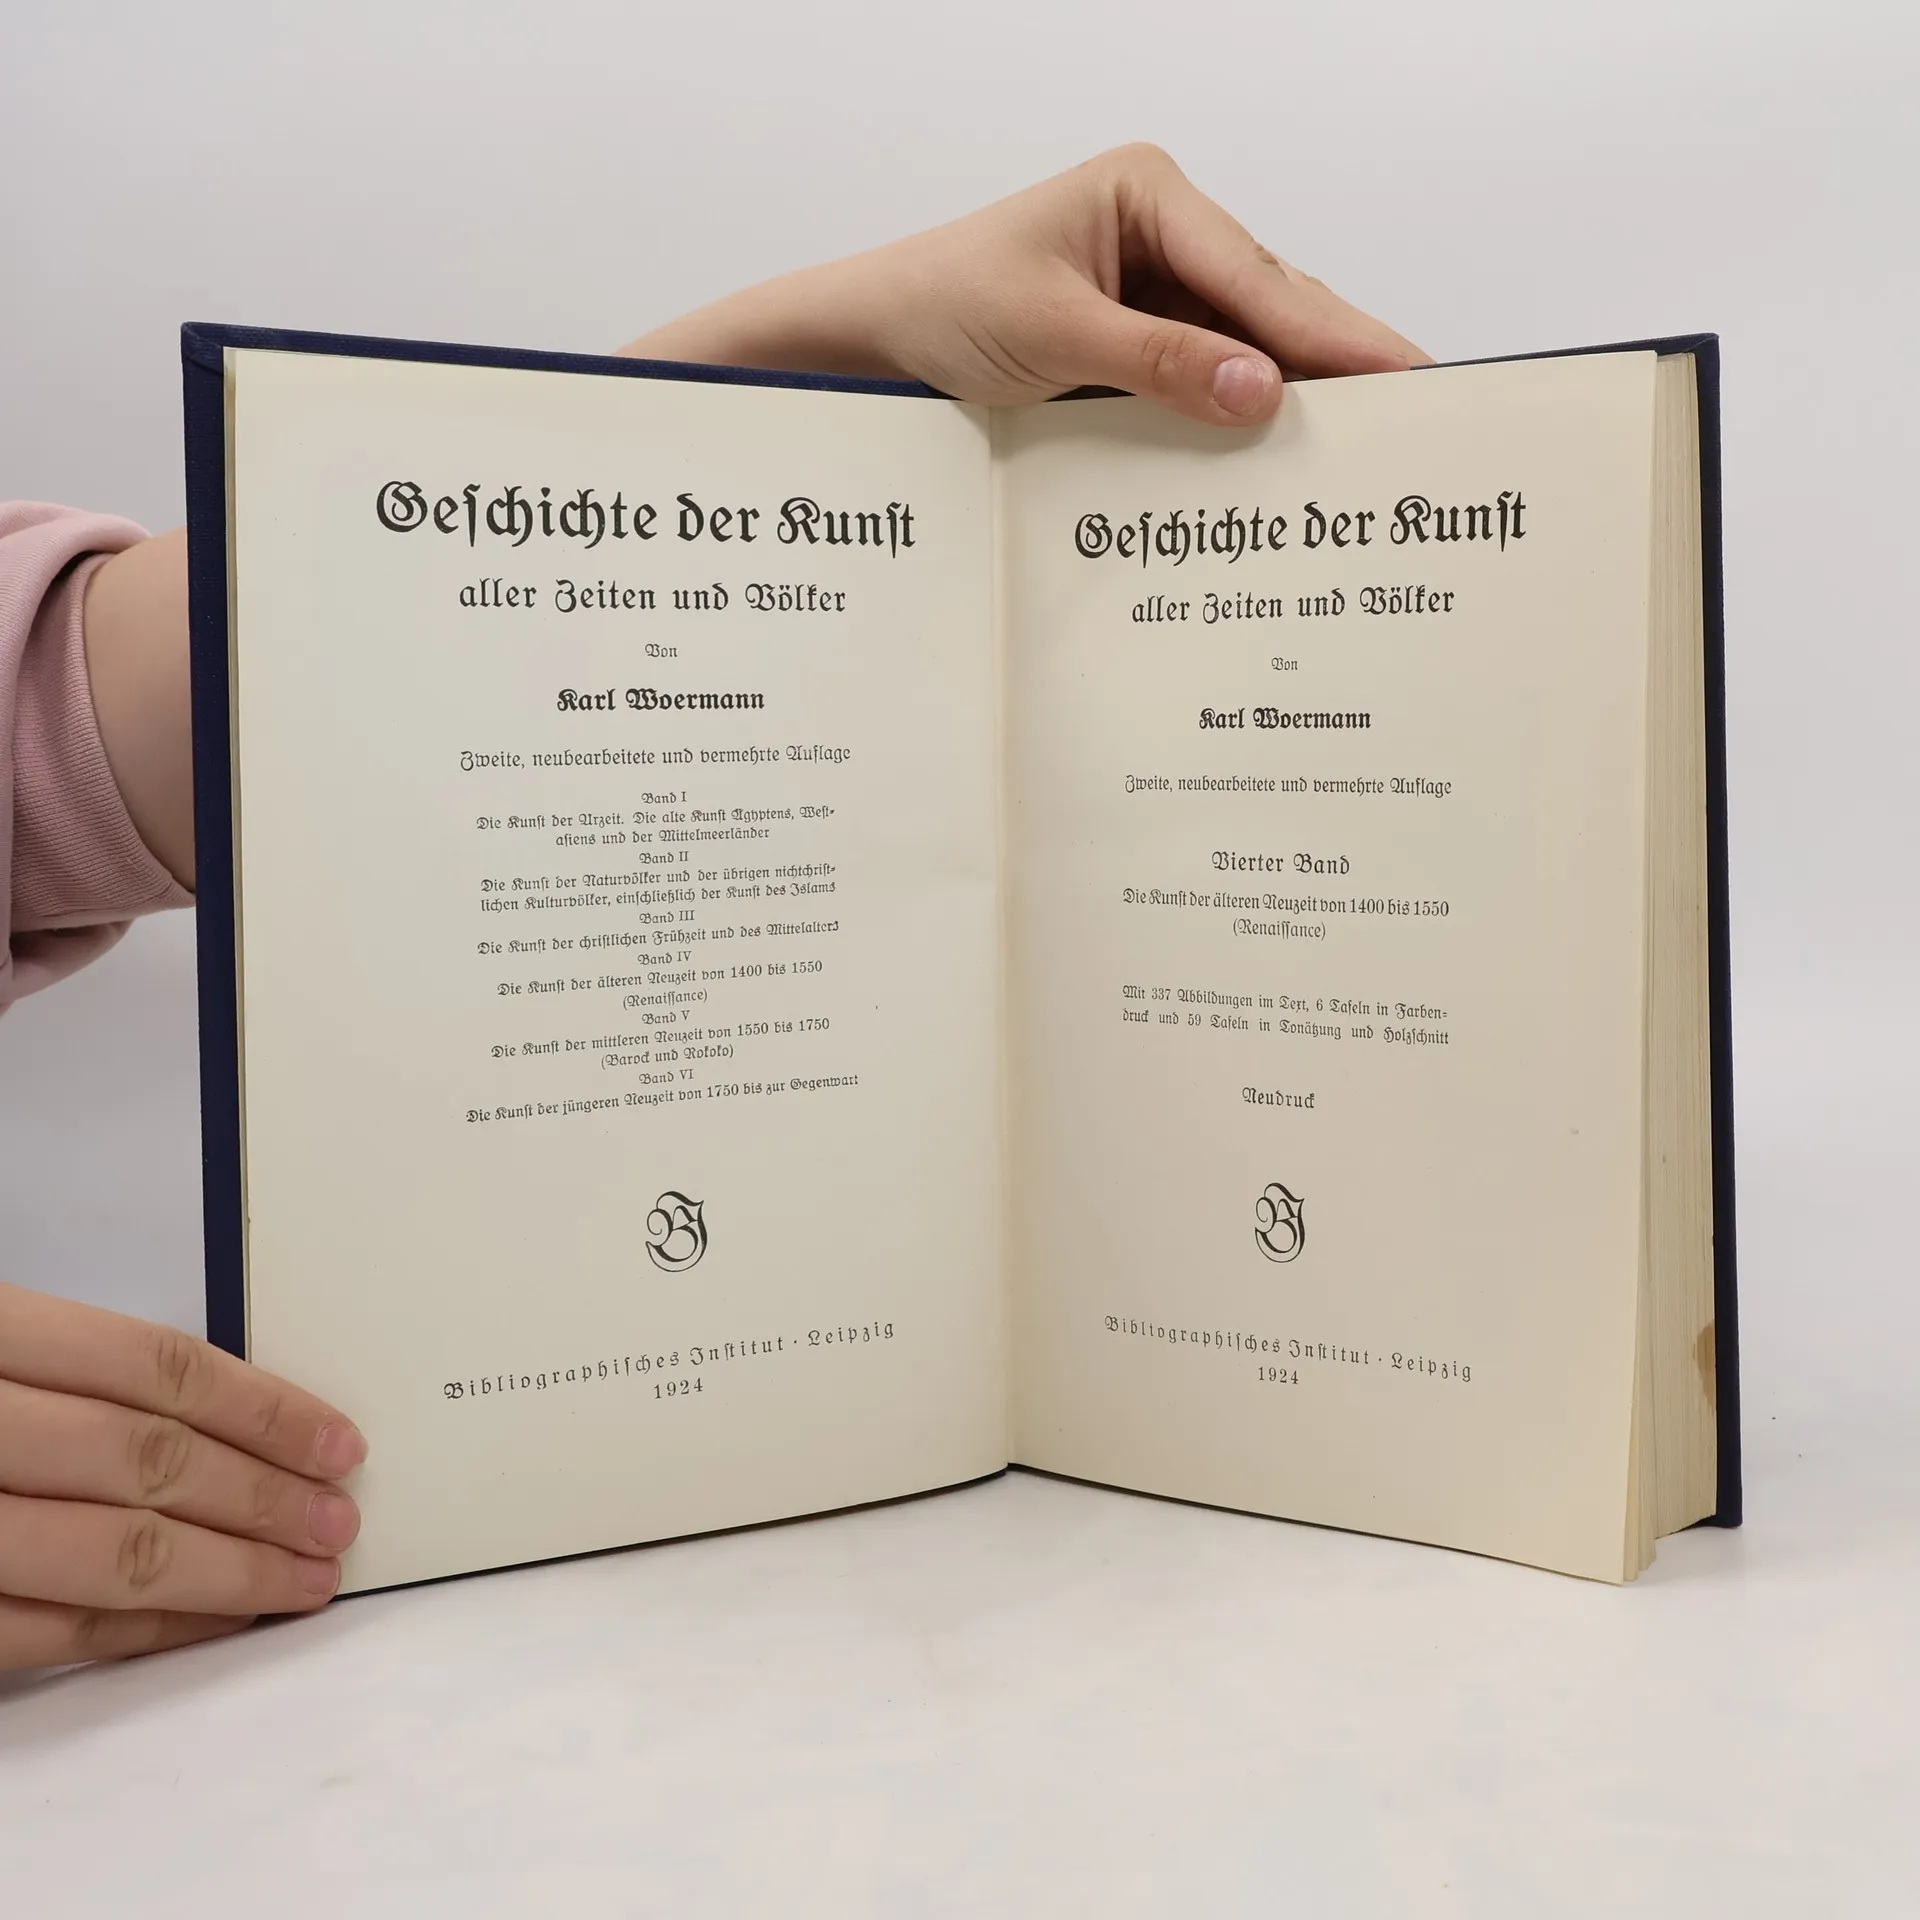 Geſchichte der Kunſt
aller Zeiten und Völker
Von
Karl Woermann
Zweite, neubearbeitete und vermehrte Auflage
Band I
Die Kunſt der Urzeit. Die alte Kunſt Ägyptens, Weſt-
aſiens und der Mittelmeerländer
Band II
Die Kunſt der Naturvölker und der übrigen nichtchriſt-
lichen Kulturvölker, einſchließlich der Kunſt des Islams
Band III
Die Kunſt der chriſtlichen Frühzeit und des Mittelalters
Band IV
Die Kunſt der älteren Neuzeit von 1400 bis 1550
(Renaiſſance)
Band V
Die Kunſt der mittleren Neuzeit von 1550 bis 1750
(Barock und Rokoko)
Band VI
Die Kunſt der jüngeren Neuzeit von 1750 bis zur Gegenwart
BI
Bibliographiſches Inſtitut · Leipzig
1924
Geſchichte der Kunſt
aller Zeiten und Völker
Von
Karl Woermann
Zweite, neubearbeitete und vermehrte Auflage
Vierter Band
Die Kunſt der älteren Neuzeit von 1400 bis 1550
(Renaiſſance)
Mit 337 Abbildungen im Text, 6 Tafeln in Farben-
druck und 59 Tafeln in Tonätzung und Holzſchnitt
Neudruck
BI
Bibliographiſches Inſtitut · Leipzig
1924